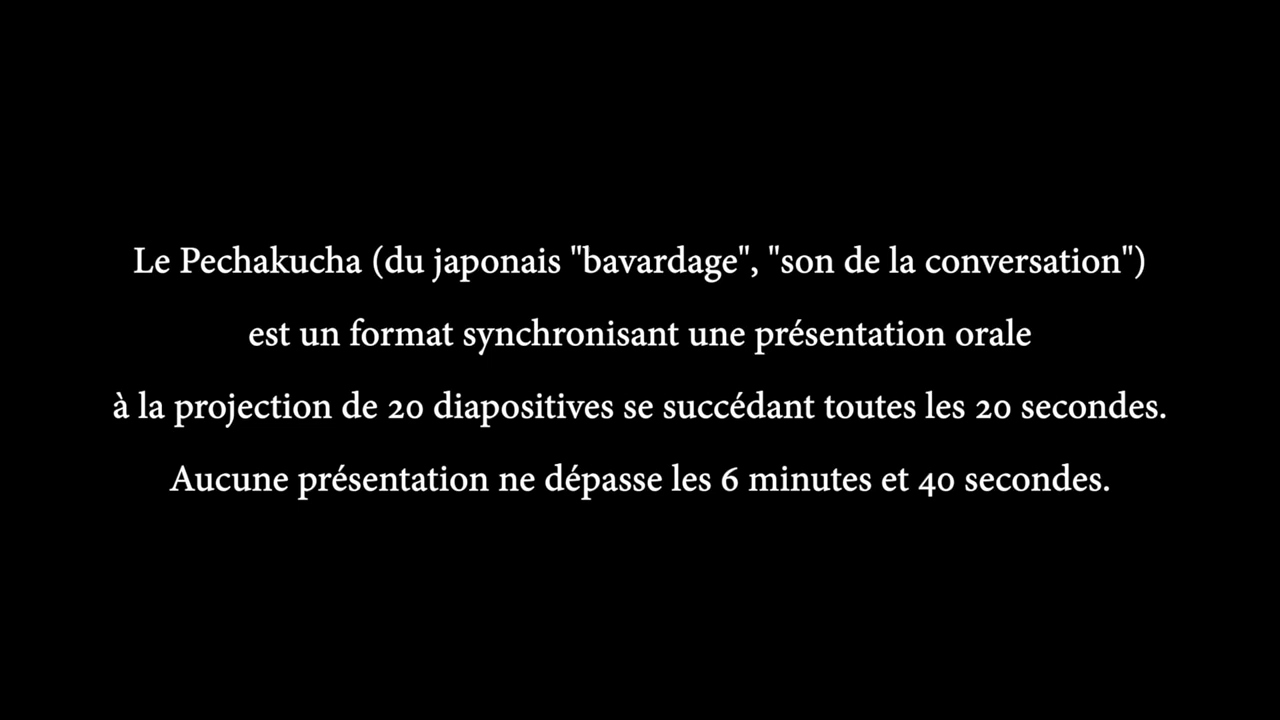 Le Pechakucha (du japonais "bavardage", "son de la conversation")
est un format synchronisant une présentation orale
à la projection de 20 diapositives se succédant toutes les 20 secondes.
Aucune présentation ne dépasse les 6 minutes et 40 secondes.